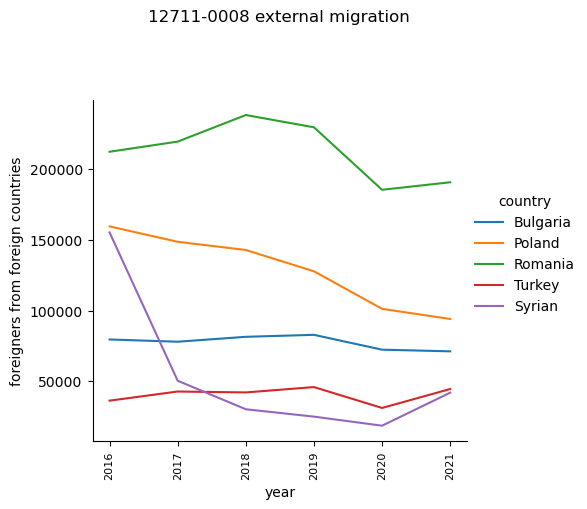 12711-0008 external migration
foreigners from foreign countries
200000
150000
100000
50000
2016
2017
2018
2019
2020
2021
year
country
Bulgaria
Poland
Romania
Turkey
Syrian